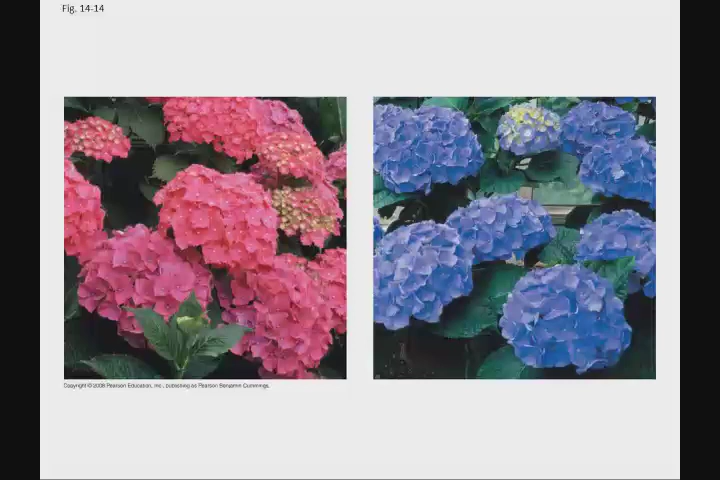 Fig. 14-14
Copyright © 2008 Pearson Education, Inc., publishing as Pearson Benjamin Cummings.